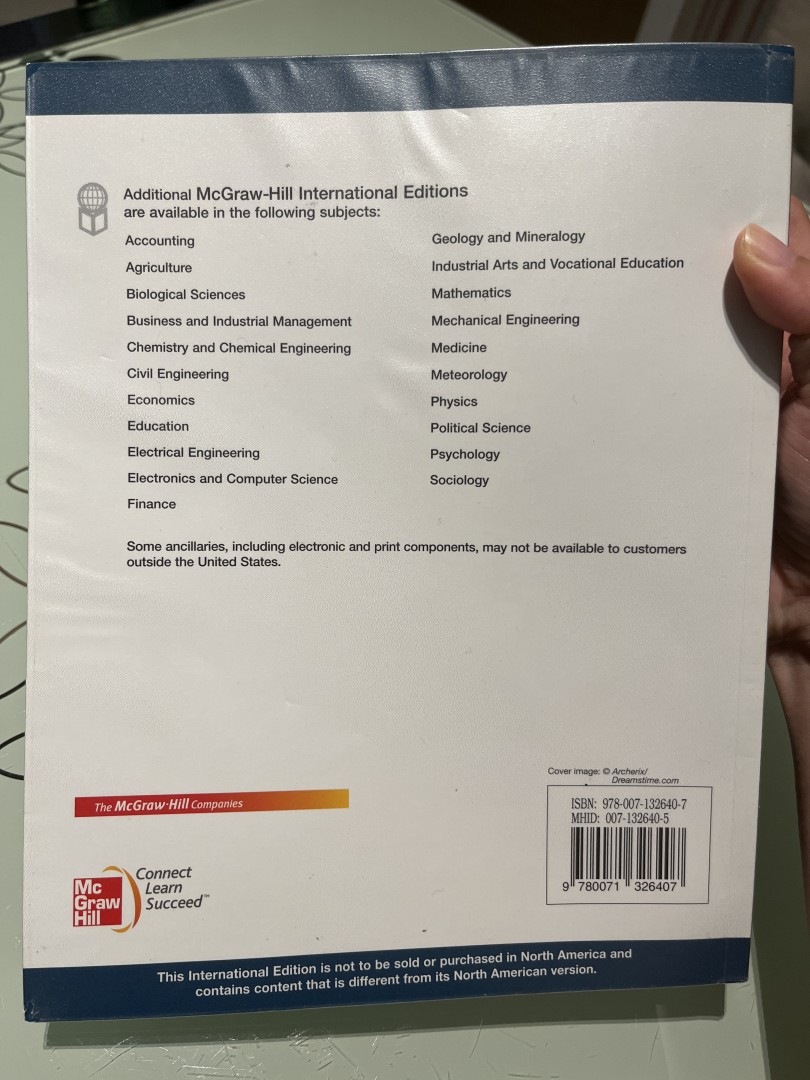 Additional McGraw-Hill International Editions
are available in the following subjects:
Accounting
Agriculture
Biological Sciences
Business and Industrial Management
Chemistry and Chemical Engineering
Civil Engineering
Economics
Education
Electrical Engineering
Electronics and Computer Science
Finance
Geology and Mineralogy
Industrial Arts and Vocational Education
Mathematics
Mechanical Engineering
Medicine
Meteorology
Physics
Political Science
Psychology
Sociology
Some ancillaries, including electronic and print components, may not be available to customers
outside the United States.
The McGraw·Hill Companies
Mc
Graw
Hill
Connect
Learn
Succeed™
Cover image: © Archerix/
Dreamstime.com
ISBN: 978-007-132640-7
MHID: 007-132640-5
9 780071 326407
This International Edition is not to be sold or purchased in North America and
contains content that is different from its North American version.